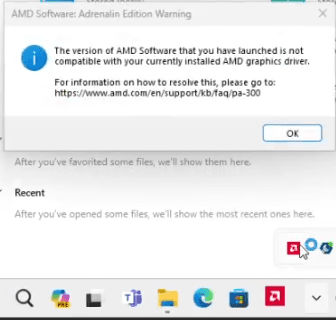 AMD Software: Adrenalin Edition Warning
The version of AMD Software that you have launched is not
compatible with your currently installed AMD graphics driver.
For information on how to resolve this, please go to:
https://www.amd.com/en/support/kb/faq/pa-300
OK
After you've favorited some files, we'll show them here.
Recent
After you've opened some files, we'll show the most recent ones here.
PRE